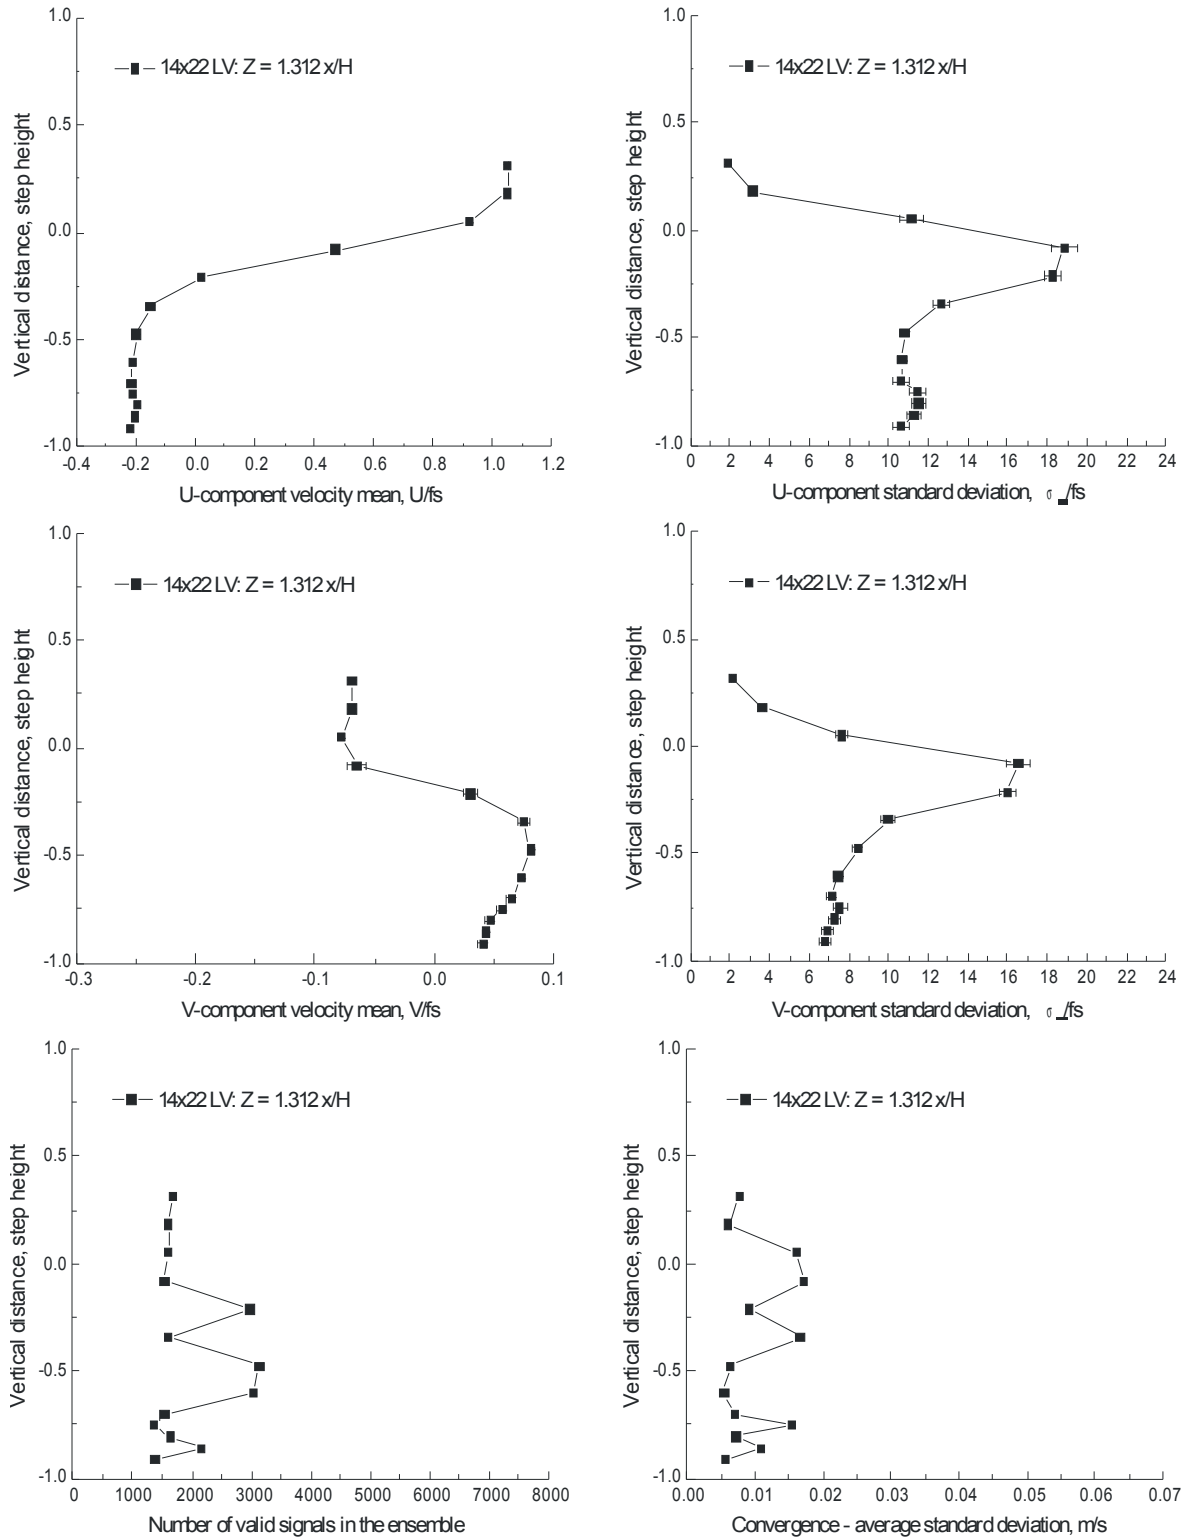 1.0
14x22 LV: Z = 1.312 x/H
0.5
0.0
-0.5
-1.0
Vertical distance, step height
-0.4 -0.2 0.0 0.2 0.4 0.6 0.8 1.0 1.2
U-component velocity mean, U/fs
1.0
14x22 LV: Z = 1.312 x/H
0.5
0.0
-0.5
-1.0
Vertical distance, step height
0 2 4 6 8 10 12 14 16 18 20 22 24
U-component standard deviation, σ_/fs
1.0
14x22 LV: Z = 1.312 x/H
0.5
0.0
-0.5
-1.0
Vertical distance, step height
-0.3 -0.2 -0.1 0.0 0.1
V-component velocity mean, V/fs
1.0
14x22 LV: Z = 1.312 x/H
0.5
0.0
-0.5
-1.0
Vertical distance, step height
0 2 4 6 8 10 12 14 16 18 20 22 24
V-component standard deviation, σ_/fs
1.0
14x22 LV: Z = 1.312 x/H
0.5
0.0
-0.5
-1.0
Vertical distance, step height
0 1000 2000 3000 4000 5000 6000 7000 8000
Number of valid signals in the ensemble
1.0
14x22 LV: Z = 1.312 x/H
0.5
0.0
-0.5
-1.0
Vertical distance, step height
0.00 0.01 0.02 0.03 0.04 0.05 0.06 0.07
Convergence - average standard deviation, m/s